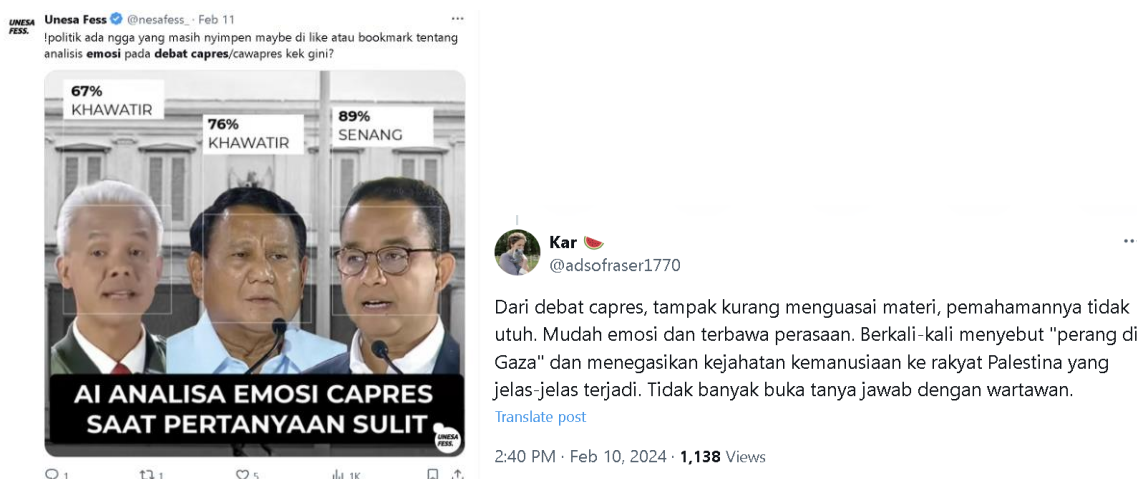 UNESA
FESS.
Unesa Fess @nesafess_ · Feb 11
!politik ada ngga yang masih nyimpen maybe di like atau bookmark tentang
analisis emosi pada debat capres/cawapres kek gini?
67%
KHAWATIR
76%
KHAWATIR
89%
SENANG
AI ANALISA EMOSI CAPRES
SAAT PERTANYAAN SULIT
UNESA
FESS.
1
1
5
1K
Kar
@adsofraser1770
Dari debat capres, tampak kurang menguasai materi, pemahamannya tidak
utuh. Mudah emosi dan terbawa perasaan. Berkali-kali menyebut "perang di
Gaza" dan menegasikan kejahatan kemanusiaan ke rakyat Palestina yang
jelas-jelas terjadi. Tidak banyak buka tanya jawab dengan wartawan.
Translate post
2:40 PM · Feb 10, 2024 · 1,138 Views